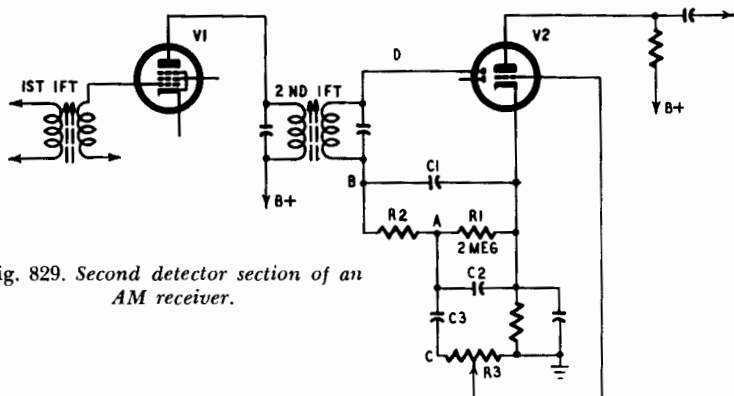 V1
V2
D
1ST IFT
2 ND IFT
B+
B+
B
C1
R2
A
R1
2 MEG
C2
C3
C
R3
ig. 829. Second detector section of an
AM receiver.